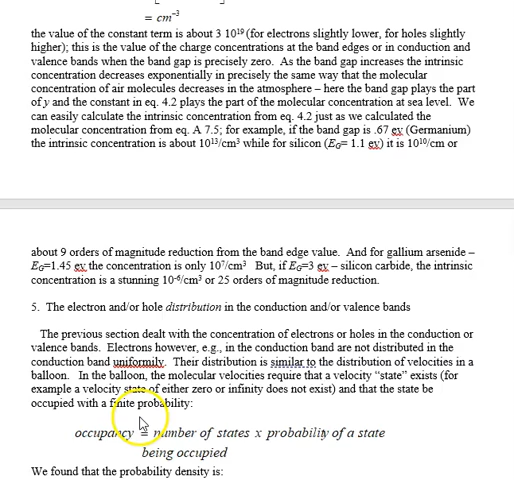 = cm⁻³
the value of the constant term is about 3 10¹⁹ (for electrons slightly lower, for holes slightly
higher); this is the value of the charge concentrations at the band edges or in conduction and
valence bands when the band gap is precisely zero.  As the band gap increases the intrinsic
concentration decreases exponentially in precisely the same way that the molecular
concentration of air molecules decreases in the atmosphere – here the band gap plays the part
of y and the constant in eq. 4.2 plays the part of the molecular concentration at sea level.  We
can easily calculate the intrinsic concentration from eq. 4.2 just as we calculated the
molecular concentration from eq. A 7.5; for example, if the band gap is .67 ev (Germanium)
the intrinsic concentration is about 10¹³/cm³ while for silicon (E_G= 1.1 ev) it is 10¹⁰/cm or
about 9 orders of magnitude reduction from the band edge value.  And for gallium arsenide –
E_G=1.45 ev the concentration is only 10⁷/cm³  But, if E_G=3 ev – silicon carbide, the intrinsic
concentration is a stunning 10⁻⁶/cm³ or 25 orders of magnitude reduction.
5.  The electron and/or hole distribution in the conduction and/or valence bands
The previous section dealt with the concentration of electrons or holes in the conduction or
valence bands.  Electrons however, e.g., in the conduction band are not distributed in the
conduction band uniformily.  Their distribution is similar to the distribution of velocities in a
balloon.  In the balloon, the molecular velocities require that a velocity “state” exists (for
example a velocity state of either zero or infinity does not exist) and that the state be
occupied with a finite probability:
occupancy = number of states x probability of a state
being occupied
We found that the probability density is: